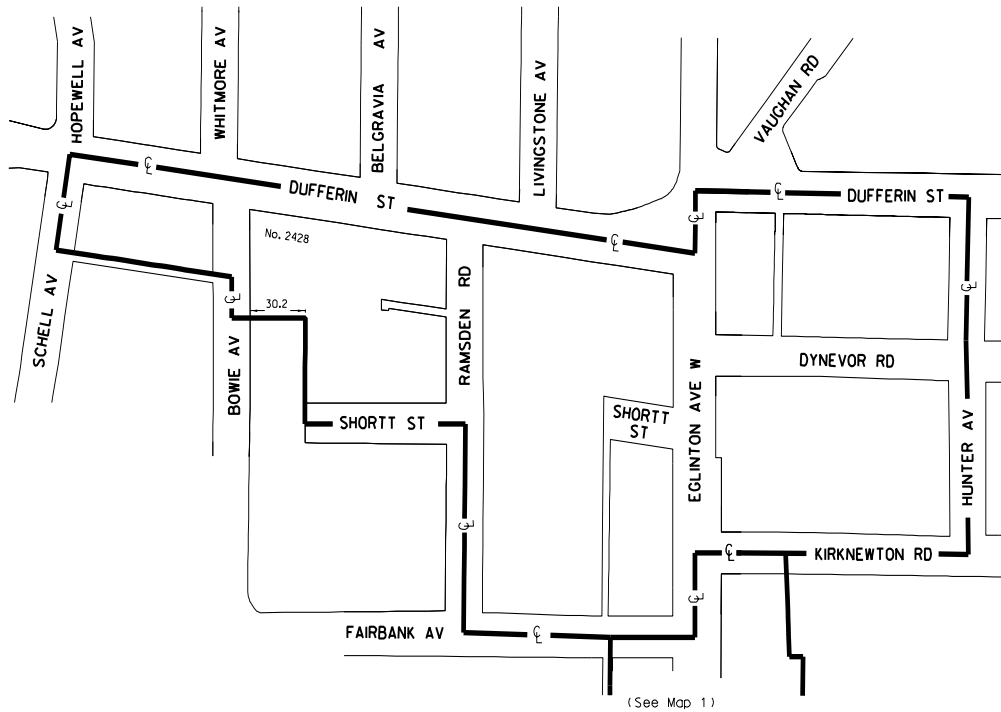 HOPEWELL AV
WHITMORE AV
BELGRAVIA AV
LIVINGSTONE AV
VAUGHAN RD
℄
DUFFERIN ST
℄
℄
DUFFERIN ST
℄
℄
No. 2428
℄
30.2
℄
SCHELL AV
BOWIE AV
RAMSDEN RD
DYNEVOR RD
SHORTT ST
SHORTT
ST
EGLINTON AVE W
HUNTER AV
℄
℄
KIRKNEWTON RD
℄
FAIRBANK AV
℄
(See Map 1)